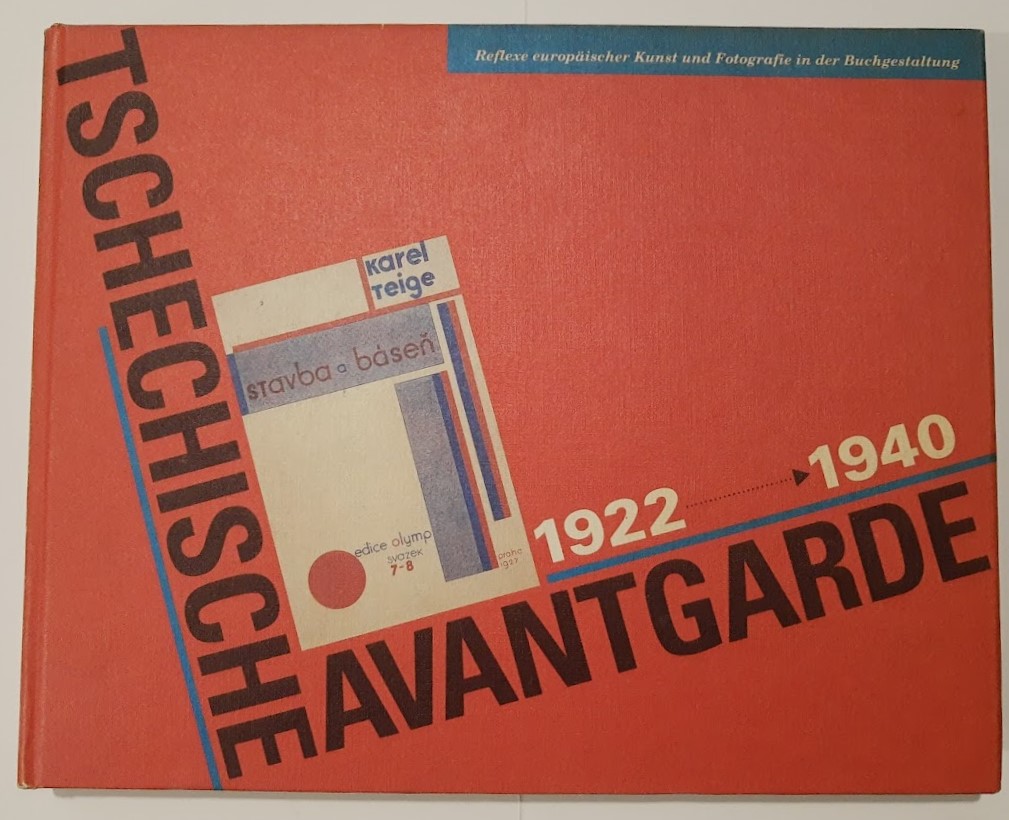 Reflexe europäischer Kunst und Fotografie in der Buchgestaltung
TSCHECHISCHE
AVANTGARDE
1922
1940
Karel
Teige
stavba a báseň
edice olymp
svazek
7-8
praha
1927